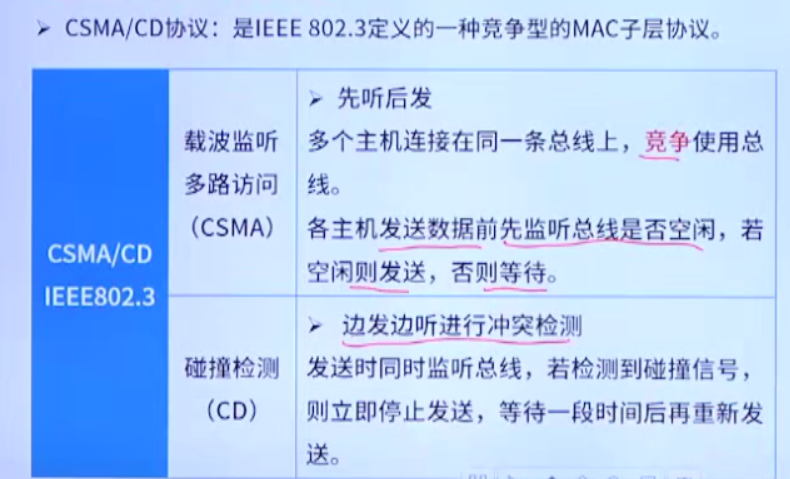 ➢ CSMA/CD协议：是IEEE 802.3定义的一种竞争型的MAC子层协议。
CSMA/CD
IEEE802.3
载波监听
多路访问
（CSMA）
➢ 先听后发
多个主机连接在同一条总线上，竞争使用总
线。
各主机发送数据前先监听总线是否空闲，若
空闲则发送，否则等待。
碰撞检测
（CD）
➢ 边发边听进行冲突检测
发送时同时监听总线，若检测到碰撞信号，
则立即停止发送，等待一段时间后再重新发
送。